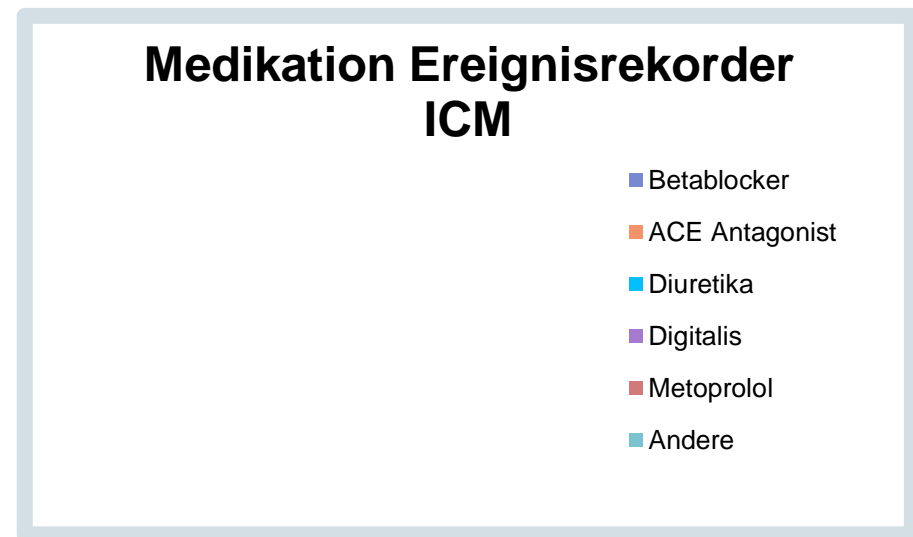 Medikation Ereignisrekorder
ICM
Betablocker
ACE Antagonist
Diuretika
Digitalis
Metoprolol
Andere